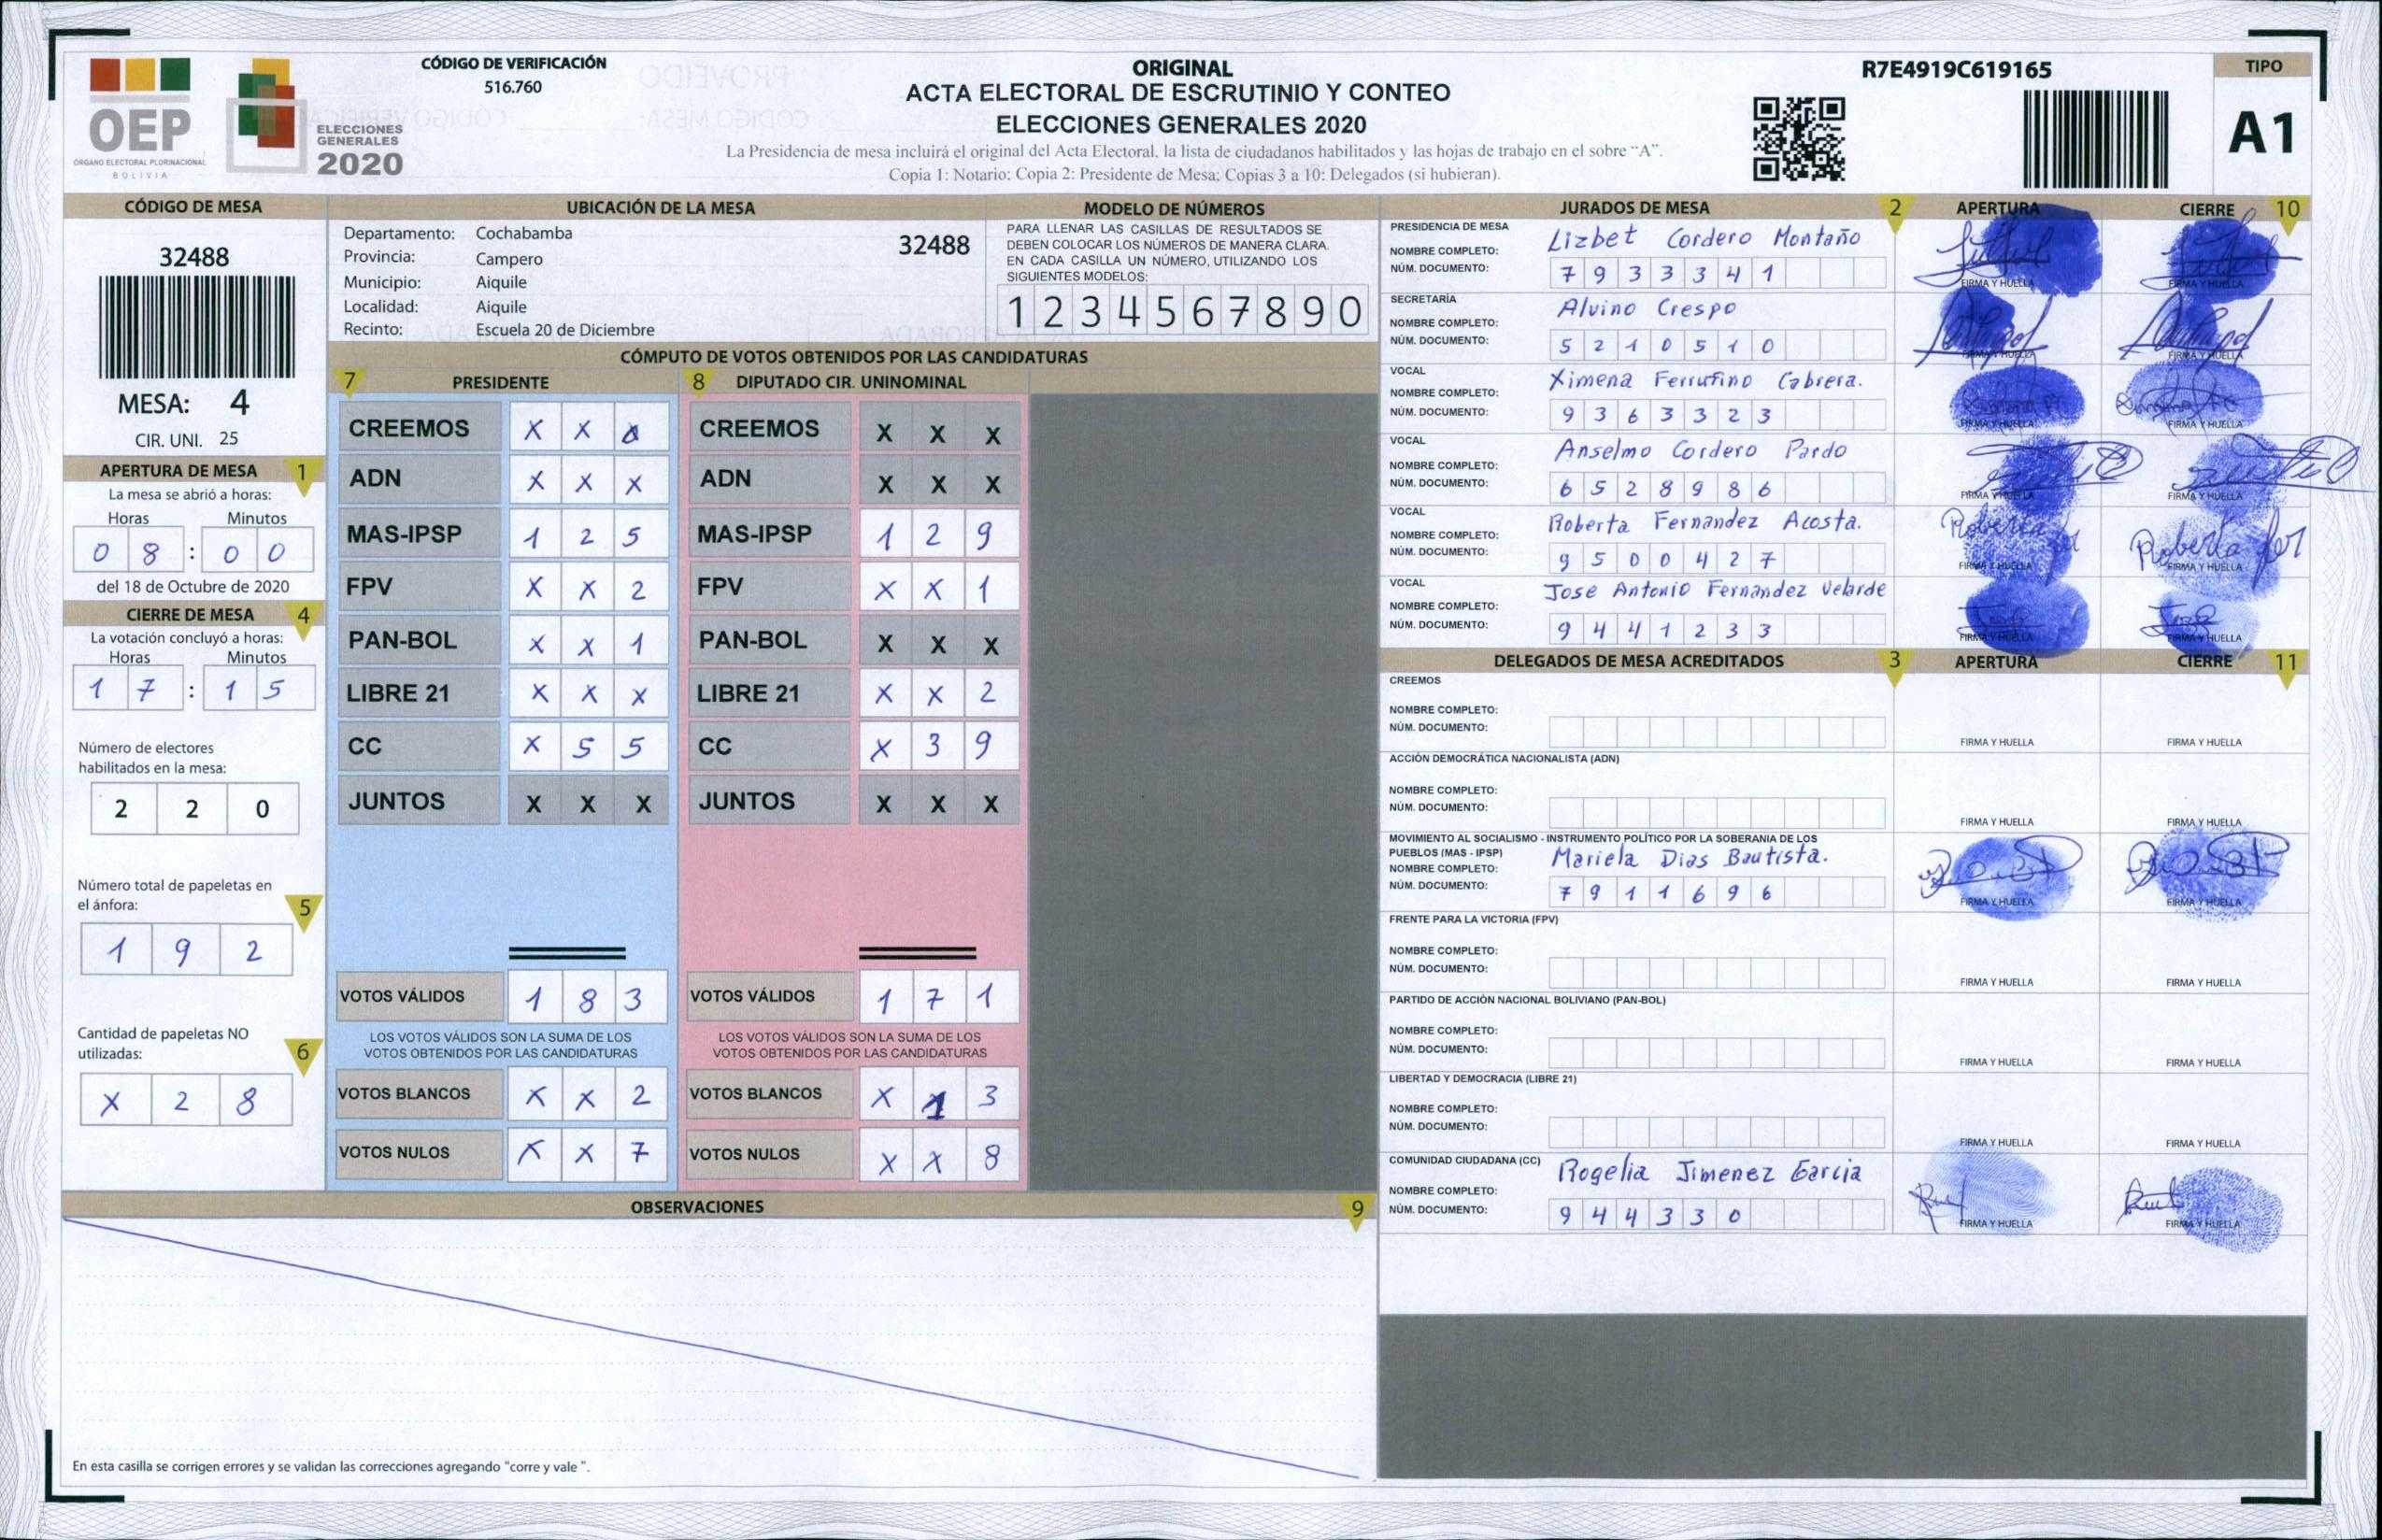 CÓDIGO DE VERIFICACIÓN
516.760
ORIGINAL
ACTA ELECTORAL DE ESCRUTINIO Y CONTEO
ELECCIONES GENERALES 2020
La Presidencia de mesa incluirá el original del Acta Electoral, la lista de ciudadanos habilitados y las hojas de trabajo en el sobre “A”.
Copia 1: Notario; Copia 2: Presidente de Mesa; Copias 3 a 10: Delegados (si hubieran).
R7E4919C619165
TIPO
A1
OEP
ÓRGANO ELECTORAL PLURINACIONAL
BOLIVIA
ELECCIONES
GENERALES
2020
CÓDIGO DE MESA
32488
MESA: 4
CIR. UNI. 25
APERTURA DE MESA 1
La mesa se abrió a horas:
Horas Minutos
0 8 : 0 0
del 18 de Octubre de 2020
CIERRE DE MESA 4
La votación concluyó a horas:
Horas Minutos
1 7 : 1 5
Número de electores
habilitados en la mesa:
2 2 0
Número total de papeletas en
el ánfora: 5
1 9 2
Cantidad de papeletas NO
utilizadas: 6
X 2 8
UBICACIÓN DE LA MESA
Departamento: Cochabamba 32488
Provincia: Campero
Municipio: Aiquile
Localidad: Aiquile
Recinto: Escuela 20 de Diciembre
MODELO DE NÚMEROS
PARA LLENAR LAS CASILLAS DE RESULTADOS SE
DEBEN COLOCAR LOS NÚMEROS DE MANERA CLARA.
EN CADA CASILLA UN NÚMERO, UTILIZANDO LOS
SIGUIENTES MODELOS:
1 2 3 4 5 6 7 8 9 0
CÓMPUTO DE VOTOS OBTENIDOS POR LAS CANDIDATURAS
7 PRESIDENTE 8 DIPUTADO CIR. UNINOMINAL
CREEMOS X X CREEMOS X X X
ADN X X X ADN X X X
MAS-IPSP 1 2 5 MAS-IPSP 1 2 9
FPV X X 2 FPV X X 1
PAN-BOL X X 1 PAN-BOL X X X
LIBRE 21 X X X LIBRE 21 X X 2
CC X 5 5 CC X 3 9
JUNTOS X X X JUNTOS X X X
VOTOS VÁLIDOS 1 8 3 VOTOS VÁLIDOS 1 7 1
LOS VOTOS VÁLIDOS SON LA SUMA DE LOS LOS VOTOS VÁLIDOS SON LA SUMA DE LOS
VOTOS OBTENIDOS POR LAS CANDIDATURAS VOTOS OBTENIDOS POR LAS CANDIDATURAS
VOTOS BLANCOS X X 2 VOTOS BLANCOS X 1 3
VOTOS NULOS X X 7 VOTOS NULOS X X 8
OBSERVACIONES 9
En esta casilla se corrigen errores y se validan las correcciones agregando "corre y vale ".
JURADOS DE MESA 2 APERTURA CIERRE 10
PRESIDENCIA DE MESA
NOMBRE COMPLETO: Lizbet Cordero Montaño
NÚM. DOCUMENTO: 7 9 3 3 3 4 1
FIRMA Y HUELLA FIRMA Y HUELLA
SECRETARÍA
NOMBRE COMPLETO: Alvino Crespo
NÚM. DOCUMENTO: 5 2 1 0 5 1 0
FIRMA Y HUELLA FIRMA Y HUELLA
VOCAL
NOMBRE COMPLETO: Ximena Ferrufino Cabrera.
NÚM. DOCUMENTO: 9 3 6 3 3 2 3
FIRMA Y HUELLA FIRMA Y HUELLA
VOCAL
NOMBRE COMPLETO: Anselmo Cordero Pardo
NÚM. DOCUMENTO: 6 5 2 8 9 8 6
FIRMA Y HUELLA FIRMA Y HUELLA
VOCAL
NOMBRE COMPLETO: Roberta Fernandez Acosta.
NÚM. DOCUMENTO: 9 5 0 0 4 2 7
Roberta fer Roberta fer
FIRMA Y HUELLA FIRMA Y HUELLA
VOCAL
NOMBRE COMPLETO: Jose Antonio Fernandez Velarde
NÚM. DOCUMENTO: 9 4 4 1 2 3 3
FIRMA Y HUELLA FIRMA Y HUELLA
DELEGADOS DE MESA ACREDITADOS 3 APERTURA CIERRE 11
CREEMOS
NOMBRE COMPLETO:
NÚM. DOCUMENTO:
FIRMA Y HUELLA FIRMA Y HUELLA
ACCIÓN DEMOCRÁTICA NACIONALISTA (ADN)
NOMBRE COMPLETO:
NÚM. DOCUMENTO:
FIRMA Y HUELLA FIRMA Y HUELLA
MOVIMIENTO AL SOCIALISMO - INSTRUMENTO POLÍTICO POR LA SOBERANIA DE LOS
PUEBLOS (MAS - IPSP)
NOMBRE COMPLETO: Mariela Dias Bautista.
NÚM. DOCUMENTO: 7 9 1 1 6 9 6
FIRMA Y HUELLA FIRMA Y HUELLA
FRENTE PARA LA VICTORIA (FPV)
NOMBRE COMPLETO:
NÚM. DOCUMENTO:
FIRMA Y HUELLA FIRMA Y HUELLA
PARTIDO DE ACCIÓN NACIONAL BOLIVIANO (PAN-BOL)
NOMBRE COMPLETO:
NÚM. DOCUMENTO:
FIRMA Y HUELLA FIRMA Y HUELLA
LIBERTAD Y DEMOCRACIA (LIBRE 21)
NOMBRE COMPLETO:
NÚM. DOCUMENTO:
FIRMA Y HUELLA FIRMA Y HUELLA
COMUNIDAD CIUDADANA (CC)
NOMBRE COMPLETO: Rogelia Jimenez Garcia
NÚM. DOCUMENTO: 9 4 4 3 3 0
FIRMA Y HUELLA FIRMA Y HUELLA